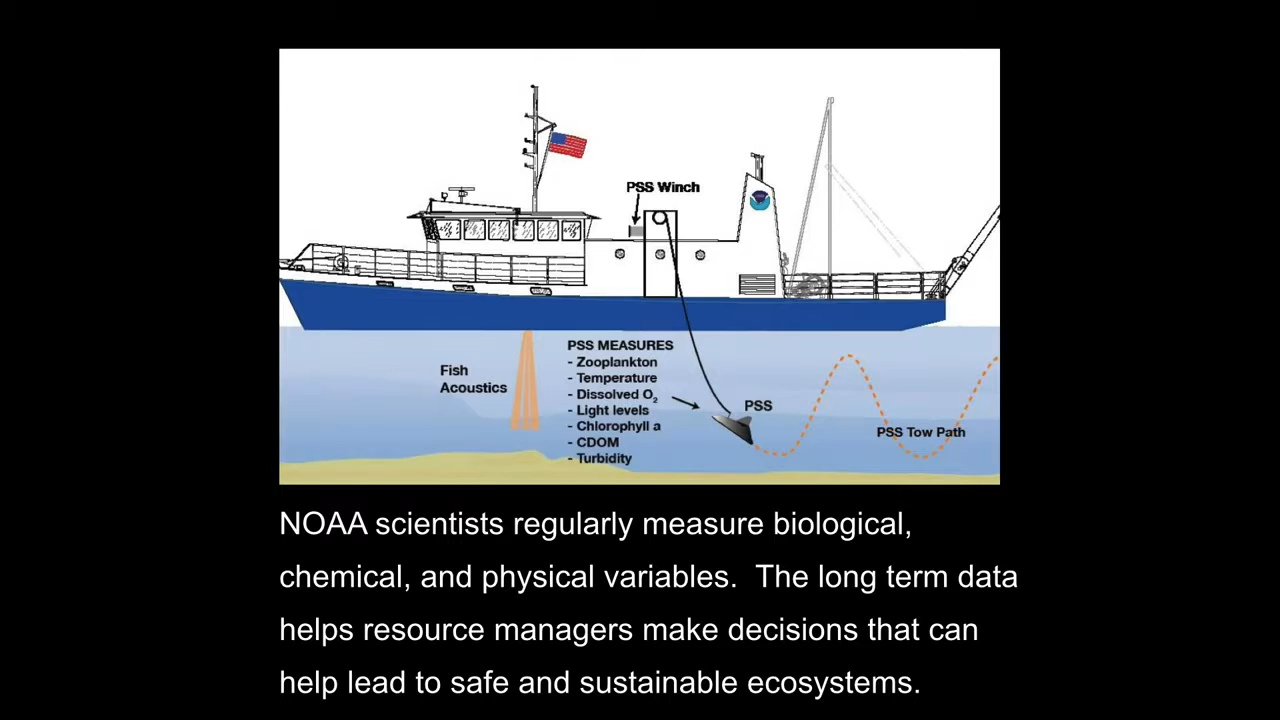 PSS Winch
Fish
Acoustics
PSS MEASURES
- Zooplankton
- Temperature
- Dissolved O₂
- Light levels
- Chlorophyll a
- CDOM
- Turbidity
PSS
PSS Tow Path
NOAA scientists regularly measure biological,
chemical, and physical variables.  The long term data
helps resource managers make decisions that can
help lead to safe and sustainable ecosystems.